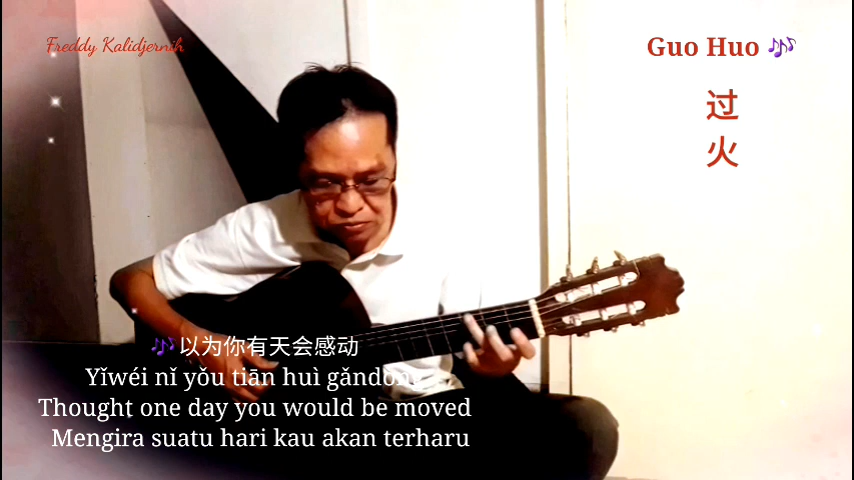 Freddy Kalidjernih
Guo Huo 🎶
过
火
🎶 以为你有天会感动
Yǐwéi nǐ yǒu tiān huì gǎndòng
Thought one day you would be moved
Mengira suatu hari kau akan terharu